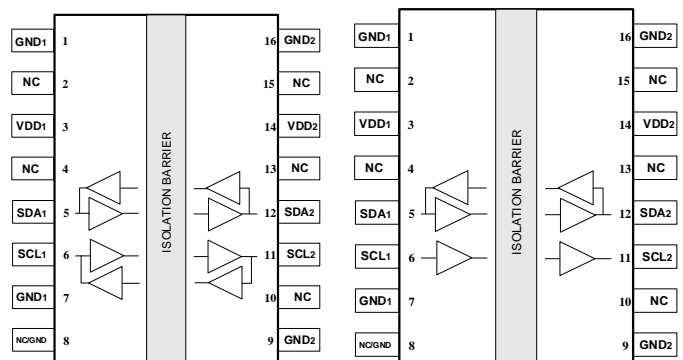 GND1 1 16 GND2
NC 2 15 NC
VDD1 3 14 VDD2
NC 4 13 NC
SDA1 5 12 SDA2
SCL1 6 11 SCL2
GND1 7 10 NC
NC/GND 8 9 GND2
ISOLATION BARRIER
GND1 1 16 GND2
NC 2 15 NC
VDD1 3 14 VDD2
NC 4 13 NC
SDA1 5 12 SDA2
SCL1 6 11 SCL2
GND1 7 10 NC
NC/GND 8 9 GND2
ISOLATION BARRIER